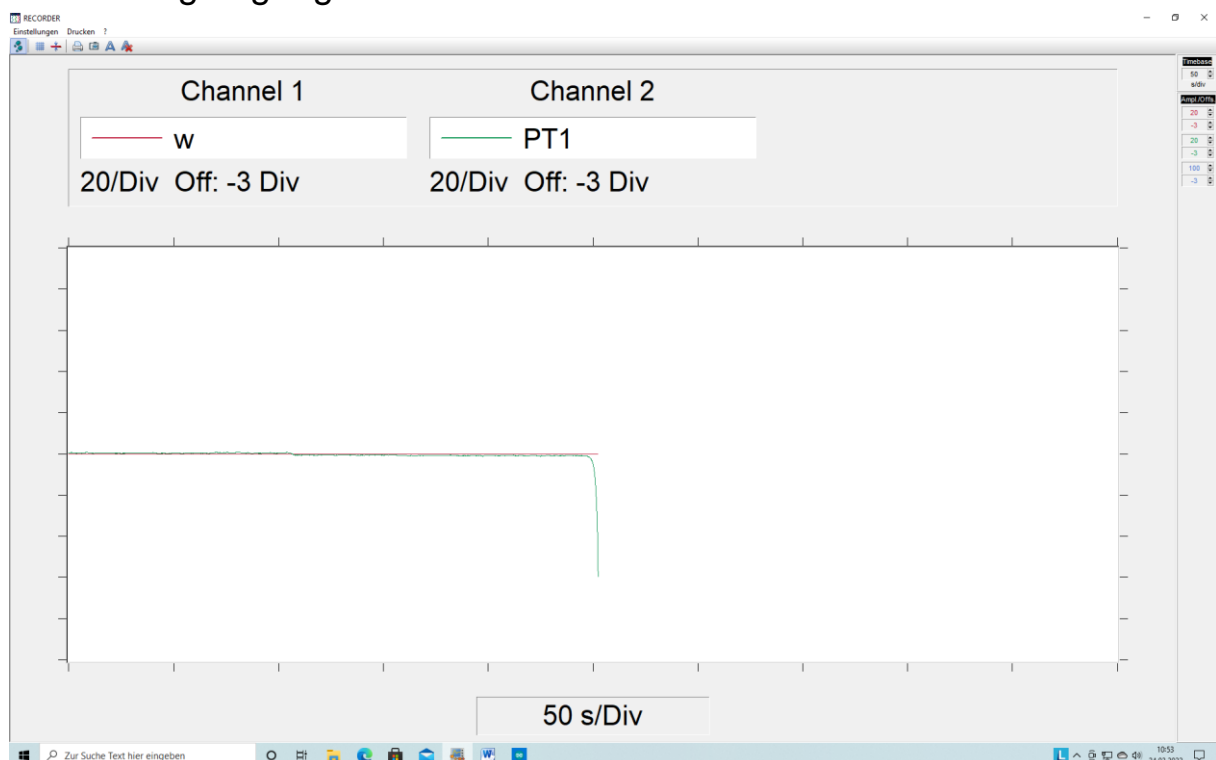 RECORDER
Einstellungen Drucken ?
Timebase
50
s/div
Ampl./Offs.
20
-3
20
-3
100
-3
Channel 1 Channel 2
w PT1
20/Div Off: -3 Div 20/Div Off: -3 Div
50 s/Div
Zur Suche Text hier eingeben
10:53